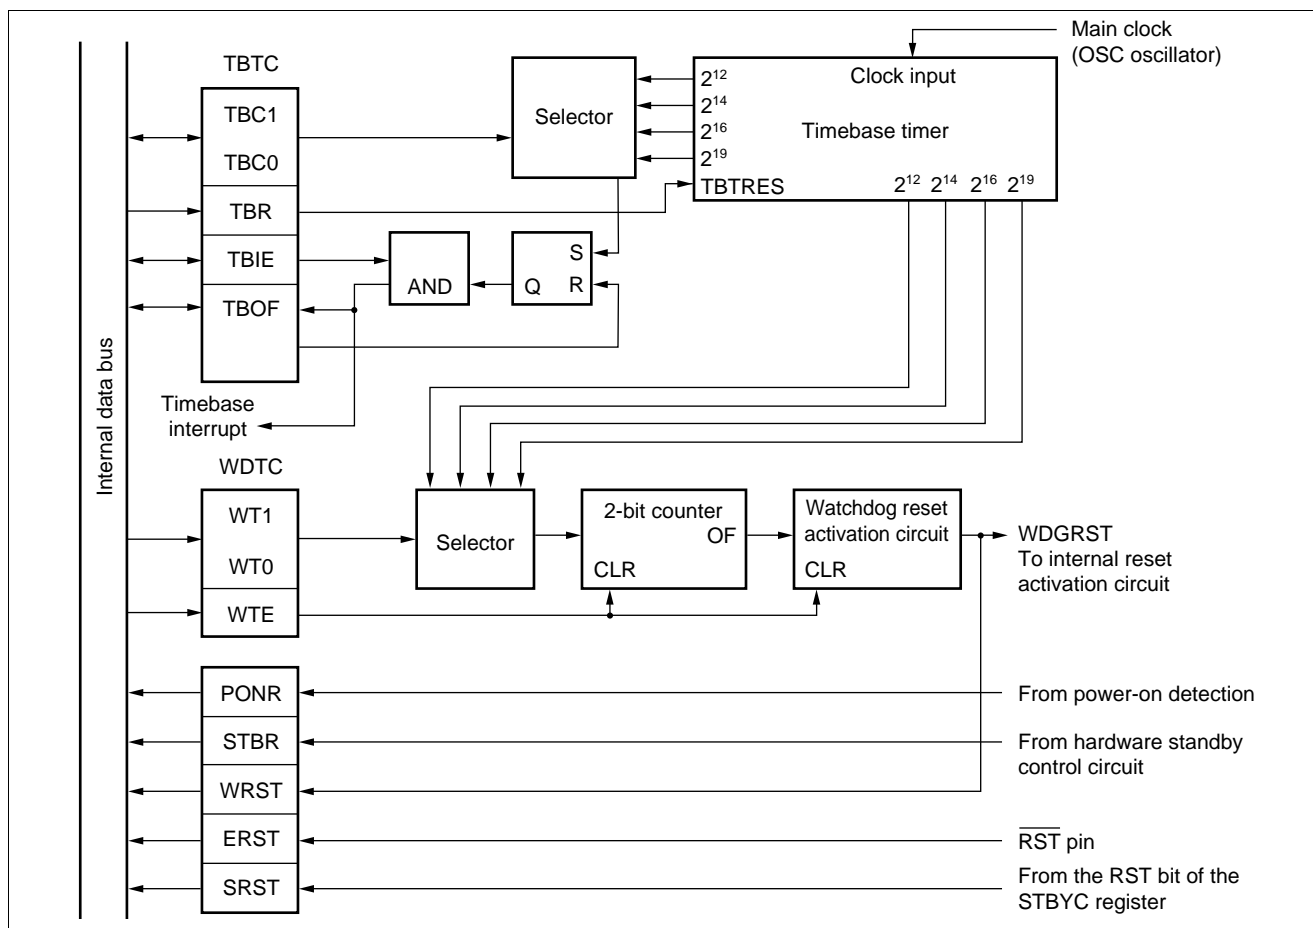 Main clock
(OSC oscillator)
TBTC
TBC1
TBC0
TBR
TBIE
TBOF
Selector
2¹²
2¹⁴
2¹⁶
2¹⁹
Clock input
Timebase timer
TBTRES
2¹² 2¹⁴ 2¹⁶ 2¹⁹
AND
S
Q R
Internal data bus
Timebase
interrupt
WDTC
WT1
WT0
WTE
Selector
2-bit counter
OF
CLR
Watchdog reset
activation circuit
CLR
WDGRST
To internal reset
activation circuit
PONR
From power-on detection
STBR
From hardware standby
control circuit
WRST
ERST
R̅S̅T̅ pin
SRST
From the RST bit of the
STBYC register